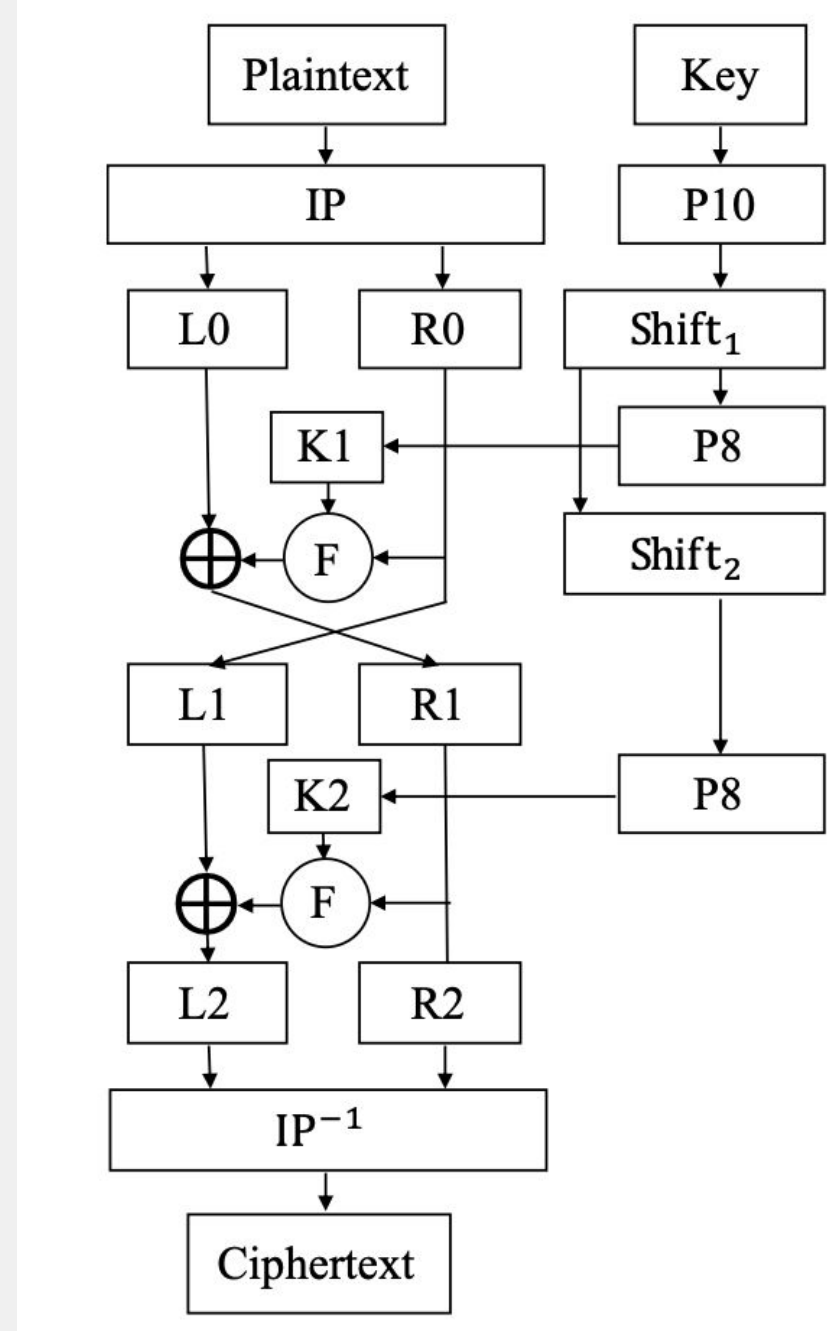 Plaintext
Key
IP
P10
L0
R0
Shift₁
K1
P8
F
Shift₂
L1
R1
K2
P8
F
L2
R2
IP⁻¹
Ciphertext